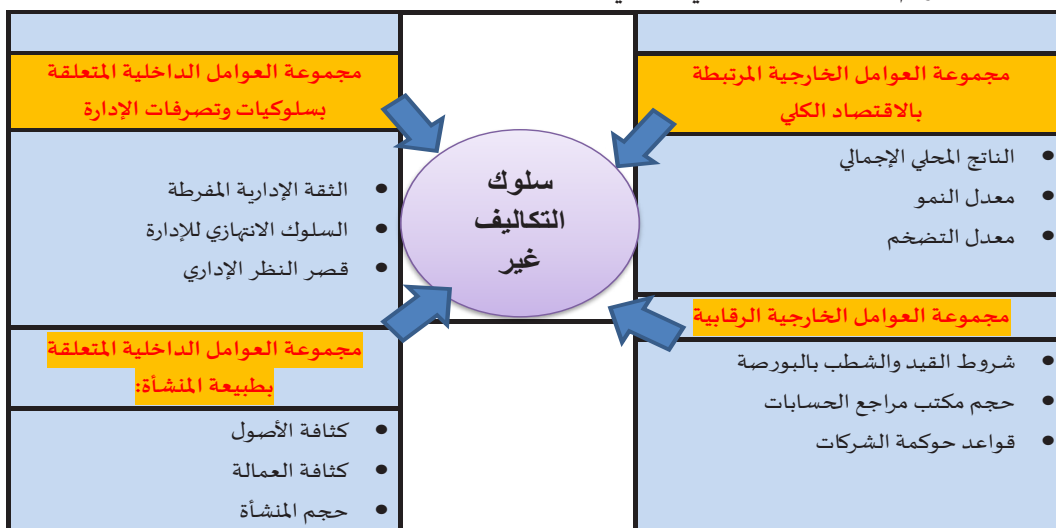 مجموعة العوامل الخارجية المرتبطة
بالاقتصاد الكلي
• الناتج المحلي الإجمالي
• معدل النمو
• معدل التضخم
مجموعة العوامل الخارجية الرقابية
• شروط القيد والشطب بالبورصة
• حجم مكتب مراجع الحسابات
• قواعد حوكمة الشركات
سلوك
التكاليف
غير
مجموعة العوامل الداخلية المتعلقة
بسلوكيات وتصرفات الإدارة
• الثقة الإدارية المفرطة
• السلوك الانتهازي للإدارة
• قصر النظر الإداري
مجموعة العوامل الداخلية المتعلقة
بطبيعة المنشأة:
• كثافة الأصول
• كثافة العمالة
• حجم المنشأة